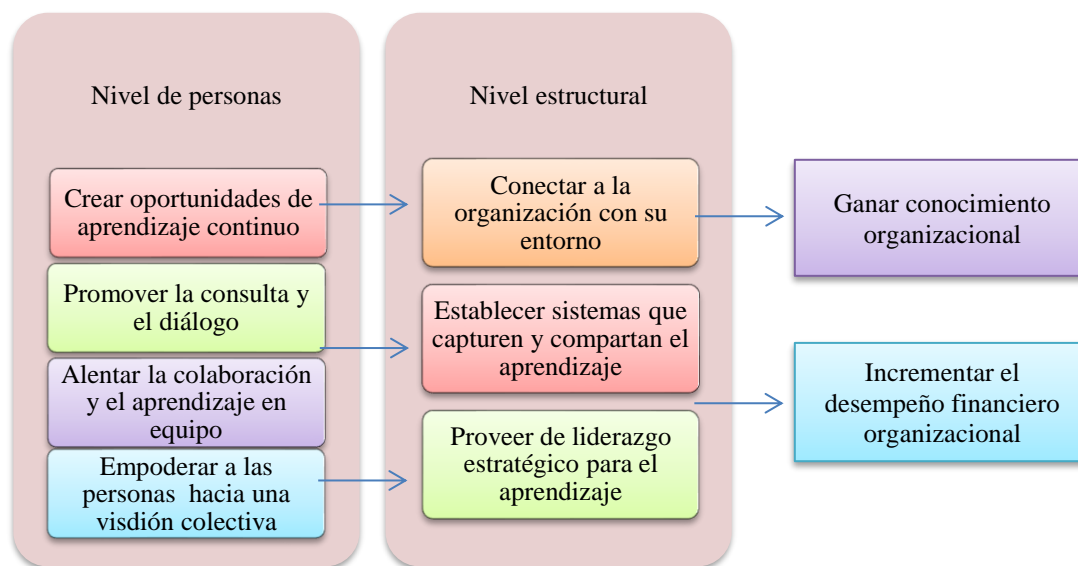 Nivel de personas
Crear oportunidades de
aprendizaje continuo
Promover la consulta y
el diálogo
Alentar la colaboración
y el aprendizaje en
equipo
Empoderar a las
personas hacia una
visdión colectiva
Nivel estructural
Conectar a la
organización con su
entorno
Establecer sistemas que
capturen y compartan el
aprendizaje
Proveer de liderazgo
estratégico para el
aprendizaje
Ganar conocimiento
organizacional
Incrementar el
desempeño financiero
organizacional